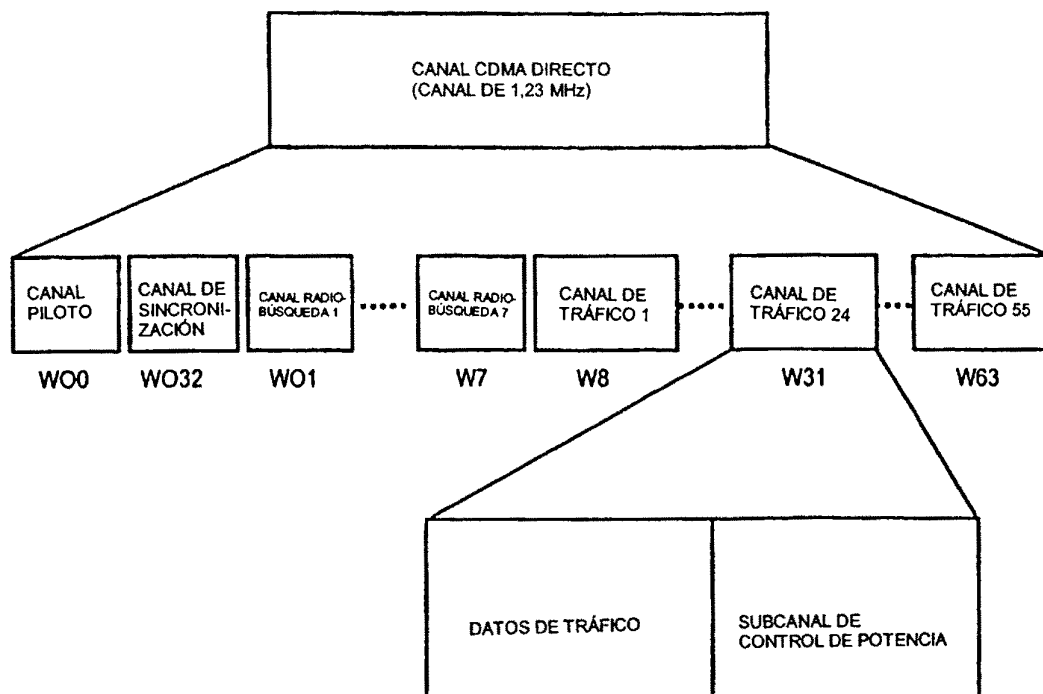 CANAL CDMA DIRECTO
(CANAL DE 1,23 MHz)
CANAL
PILOTO
CANAL DE
SINCRONI-
ZACIÓN
CANAL RADIO-
BÚSQUEDA 1
CANAL RADIO-
BÚSQUEDA 7
CANAL DE
TRÁFICO 1
CANAL DE
TRÁFICO 24
CANAL DE
TRÁFICO 55
WO0
WO32
WO1
W7
W8
W31
W63
DATOS DE TRÁFICO
SUBCANAL DE
CONTROL DE POTENCIA